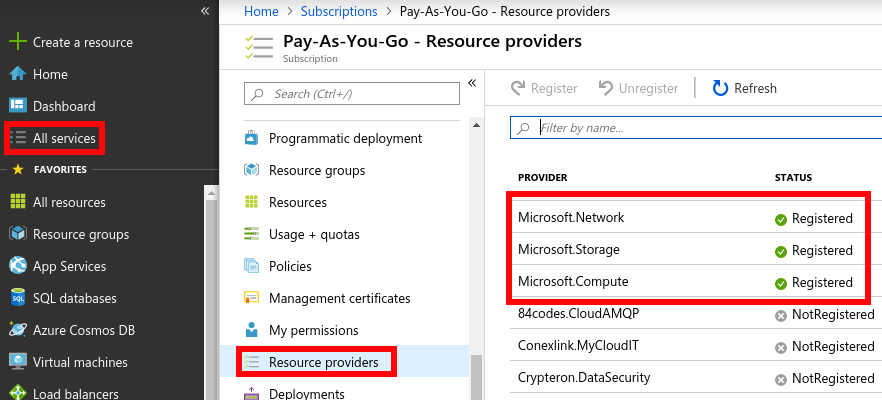 «
Create a resource
Home
Dashboard
All services
FAVORITES
All resources
Resource groups
App Services
SQL databases
Azure Cosmos DB
Virtual machines
Load balancers
Home > Subscriptions > Pay-As-You-Go - Resource providers
Pay-As-You-Go - Resource providers
Subscription
«
Search (Ctrl+/)
Programmatic deployment
Resource groups
Resources
Usage + quotas
Policies
Management certificates
My permissions
Resource providers
Deployments
Register Unregister Refresh
Filter by name...
PROVIDER STATUS
Microsoft.Network Registered
Microsoft.Storage Registered
Microsoft.Compute Registered
84codes.CloudAMQP NotRegistered
Conexlink.MyCloudIT NotRegistered
Crypteron.DataSecurity NotRegistered